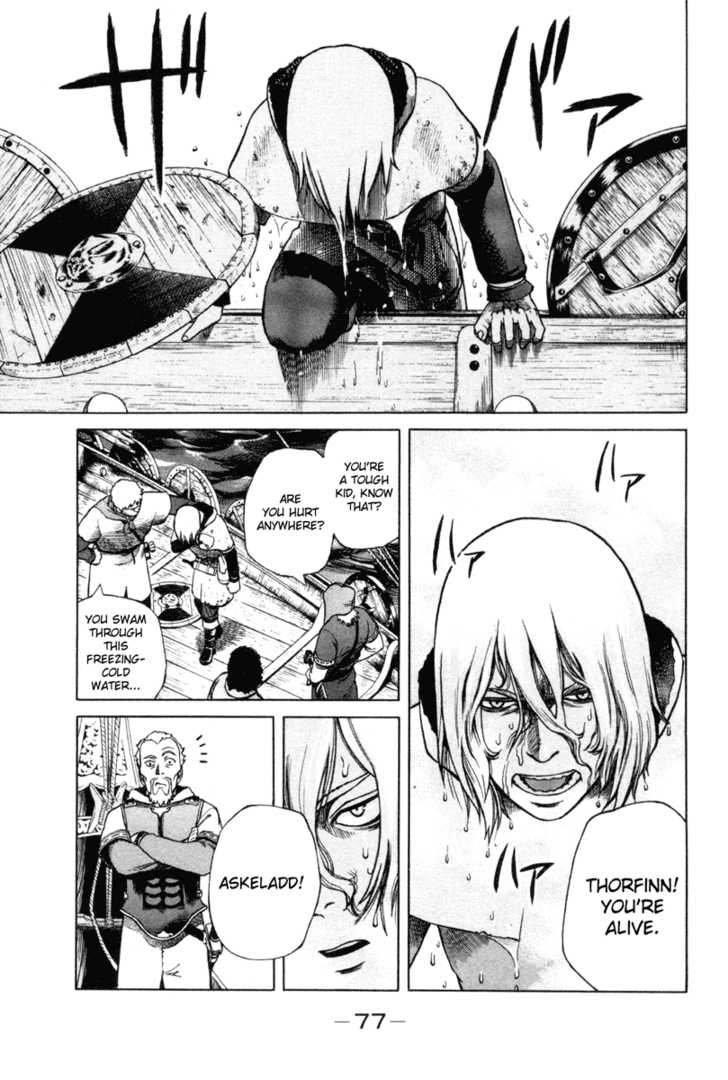 ザ
バァ
ハァ
ハァ
ハァ
THORFINN!
YOU'RE
ALIVE.
YOU'RE
A TOUGH
KID, KNOW
THAT?
ARE
YOU HURT
ANYWHERE?
YOU SWAM
THROUGH
THIS
FREEZING-
COLD
WATER...
ASKELADD!
—77—